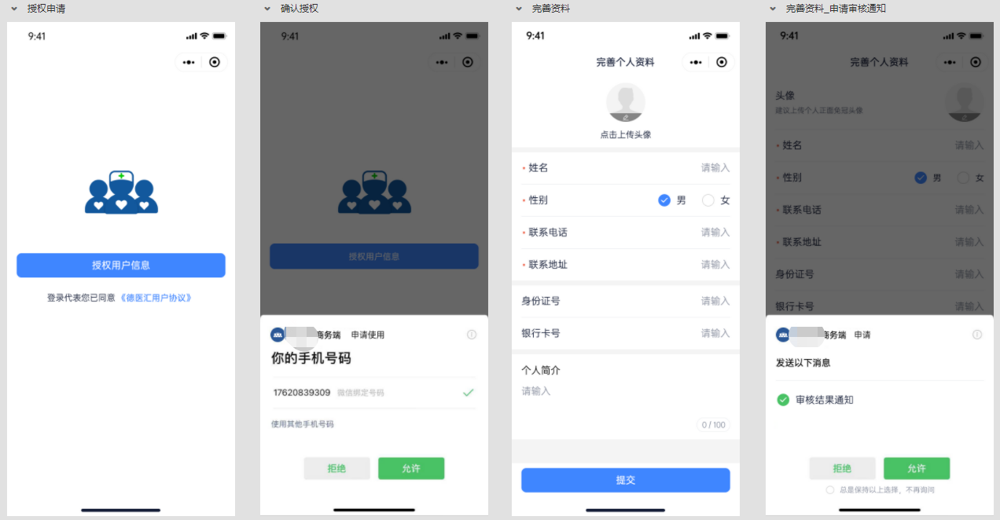 授权申请
9:41
授权用户信息
登录代表您已同意《德医汇用户协议》
确认授权
9:41
授权用户信息
商务端 申请使用
你的手机号码
17620839309 微信绑定号码
使用其他手机号码
拒绝 允许
完善资料
9:41
完善个人资料
点击上传头像
* 姓名 请输入
* 性别 男 女
* 联系电话 请输入
* 联系地址 请输入
身份证号 请输入
银行卡号 请输入
个人简介
请输入
0 / 100
提交
完善资料_申请审核通知
9:41
完善个人资料
头像
建议上传个人正面免冠头像
* 姓名 请输入
* 性别 男 女
* 联系电话 请输入
* 联系地址 请输入
身份证号 请输入
银行卡号 请输入
商务端 申请
发送以下消息
审核结果通知
拒绝 允许
总是保持以上选择，不再询问